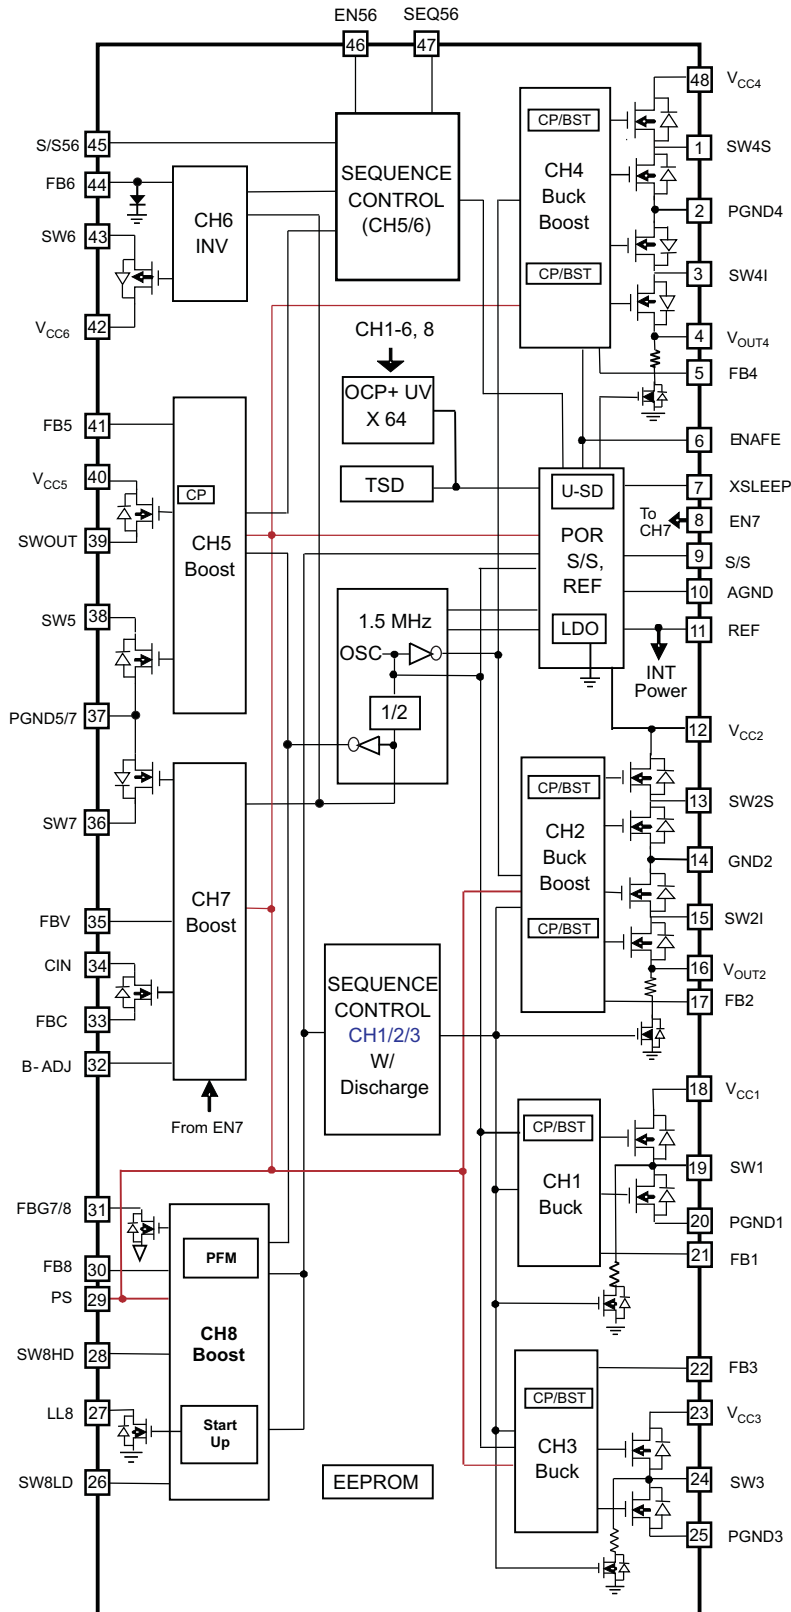 EN56 SEQ56
46 47
S/S56 45
FB6 44
SW6 43
VCC6 42
CH6
INV
SEQUENCE
CONTROL
(CH5/6)
CP/BST
CH4
Buck
Boost
CP/BST
48 VCC4
1 SW4S
2 PGND4
3 SW4I
4 VOUT4
5 FB4
6 ENAFE
7 XSLEEP
To
CH7
8 EN7
9 S/S
10 AGND
11 REF
INT
Power
12 VCC2
CH1-6, 8
OCP+ UV
X 64
TSD
U-SD
POR
S/S,
REF
LDO
FB5 41
VCC5 40
SWOUT 39
SW5 38
PGND5/7 37
SW7 36
CP
CH5
Boost
1.5 MHz
OSC
1/2
CH7
Boost
FBV 35
CIN 34
FBC 33
B-ADJ 32
From EN7
SEQUENCE
CONTROL
CH1/2/3
W/
Discharge
CP/BST
CH2
Buck
Boost
CP/BST
13 SW2S
14 GND2
15 SW2I
16 VOUT2
17 FB2
CP/BST
CH1
Buck
18 VCC1
19 SW1
20 PGND1
21 FB1
FBG7/8 31
FB8 30
PS 29
SW8HD 28
LL8 27
SW8LD 26
PFM
CH8
Boost
Start
Up
EEPROM
CP/BST
CH3
Buck
22 FB3
23 VCC3
24 SW3
25 PGND3